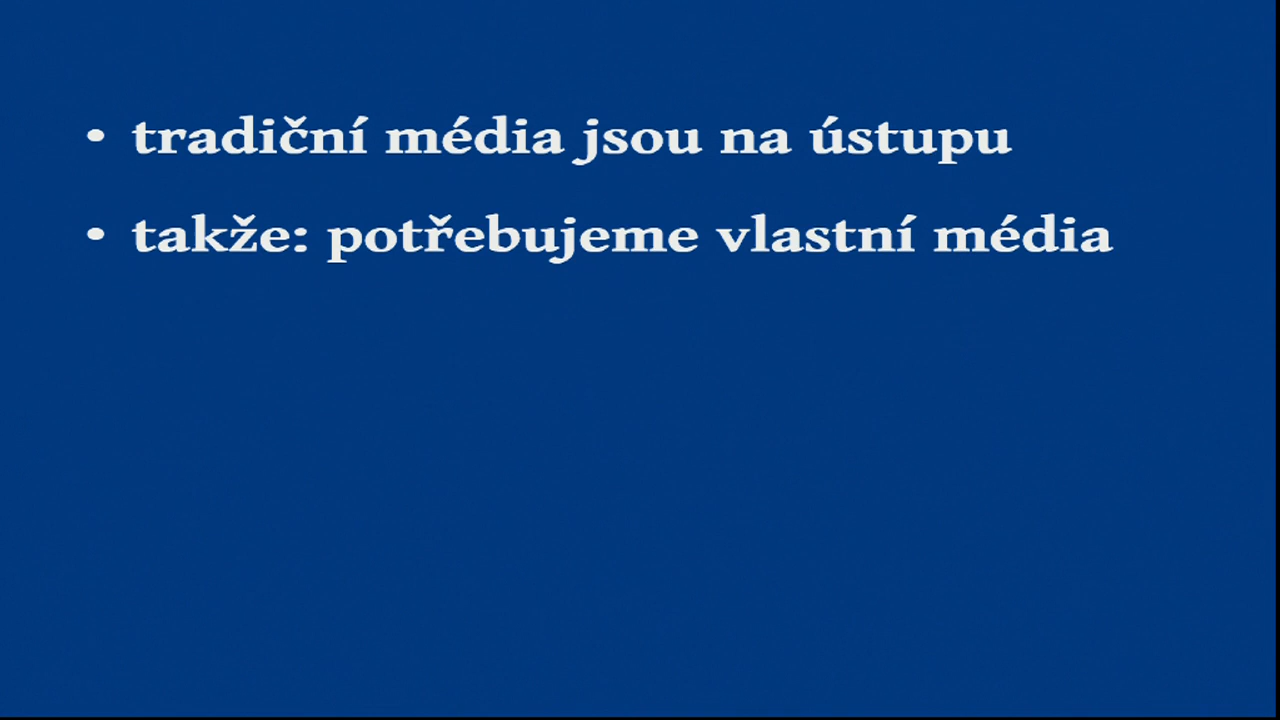 • tradiční média jsou na ústupu
• takže: potřebujeme vlastní média